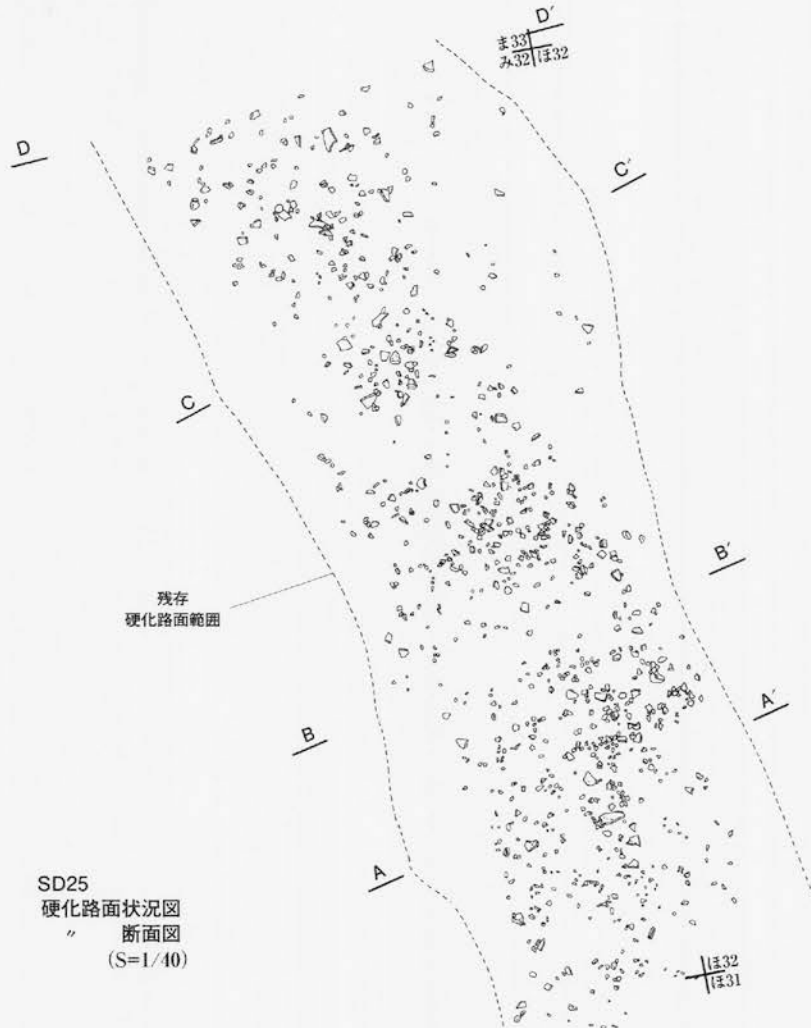 D′
ま33
み32 ほ32
D
C′
C
残存
硬化路面範囲
B′
A′
B
A
SD25
硬化路面状況図
〃 断面図
(S=1/40)
ほ32
ほ31